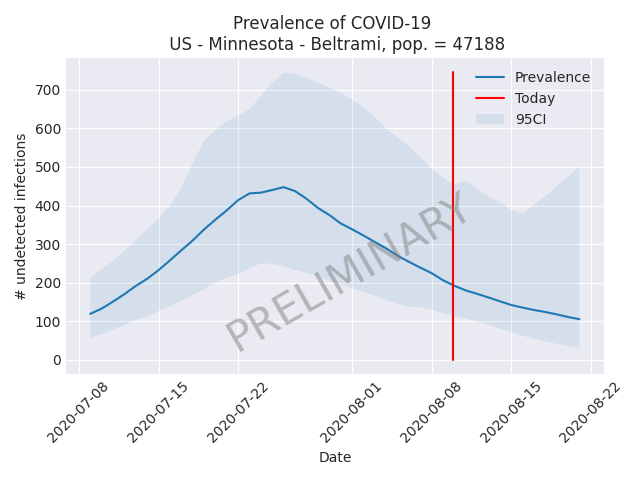 Prevalence of COVID-19
US - Minnesota - Beltrami, pop. = 47188
Prevalence
Today
95CI
# undetected infections
700
600
500
400
300
200
100
0
PRELIMINARY
2020-07-08
2020-07-15
2020-07-22
2020-08-01
2020-08-08
2020-08-15
2020-08-22
Date